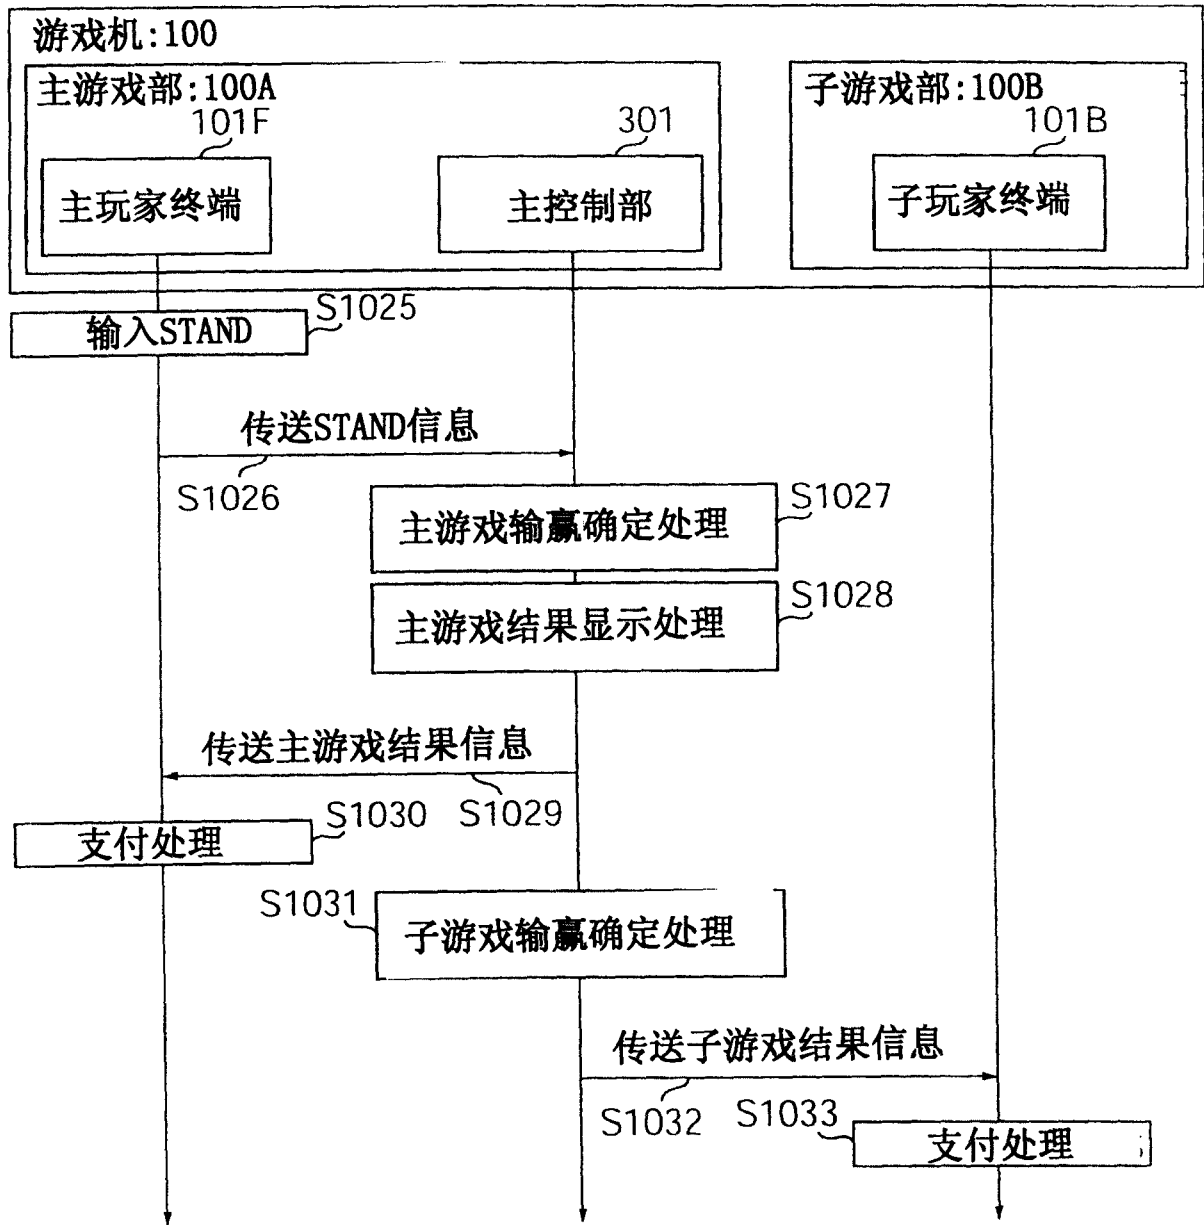 游戏机:100
主游戏部:100A
子游戏部:100B
101F
301
101B
主玩家终端
主控制部
子玩家终端
S1025
输入STAND
传送STAND信息
S1026
S1027
主游戏输赢确定处理
S1028
主游戏结果显示处理
传送主游戏结果信息
S1029
S1030
支付处理
S1031
子游戏输赢确定处理
传送子游戏结果信息
S1032
S1033
支付处理